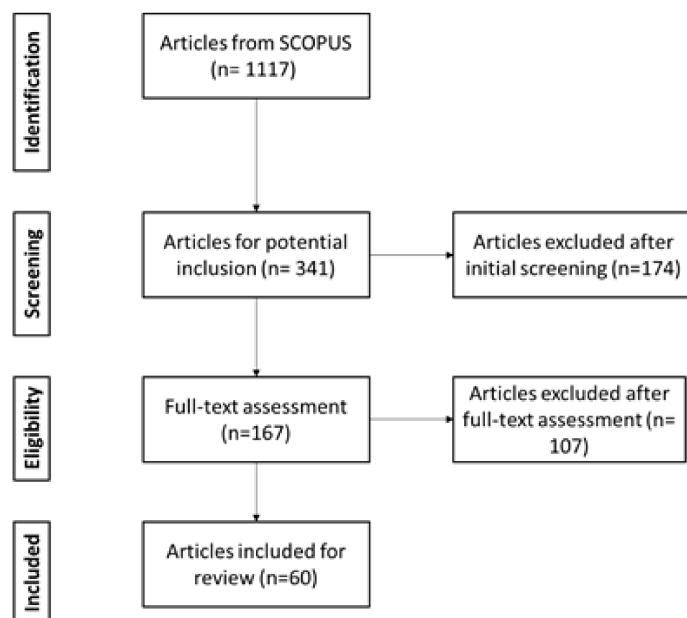 Identification
Articles from SCOPUS
(n= 1117)
Screening
Articles for potential
inclusion (n= 341)
Articles excluded after
initial screening (n=174)
Eligibility
Full-text assessment
(n=167)
Articles excluded after
full-text assessment (n=
107)
Included
Articles included for
review (n=60)